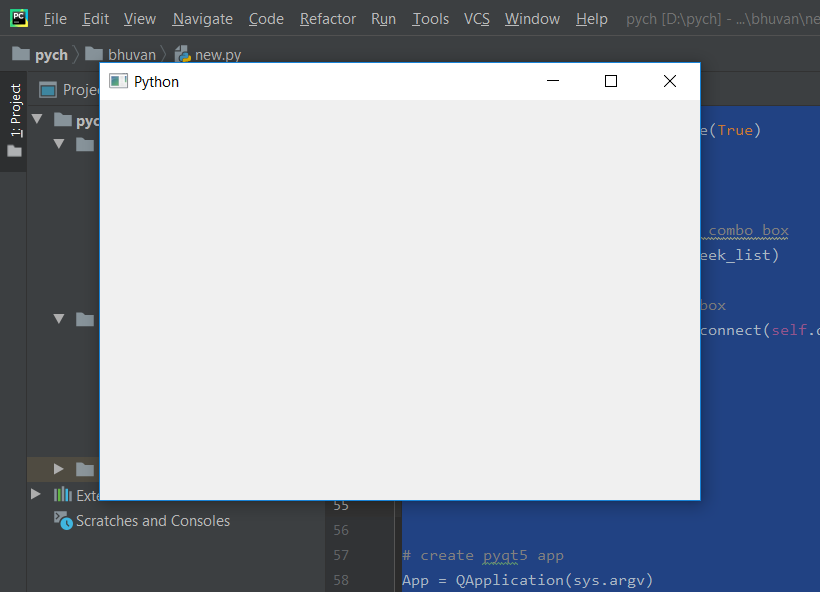 PC File Edit View Navigate Code Refactor Run Tools VCS Window Help pych [D:\pych] - ...\bhuvan\ne
pych bhuvan new.py
1: Project
Proje
Python
pyc
e(True)
combo box
eek_list)
box
connect(self.
Exte
55
Scratches and Consoles
56
57 # create pyqt5 app
58 App = QApplication(sys.argv)